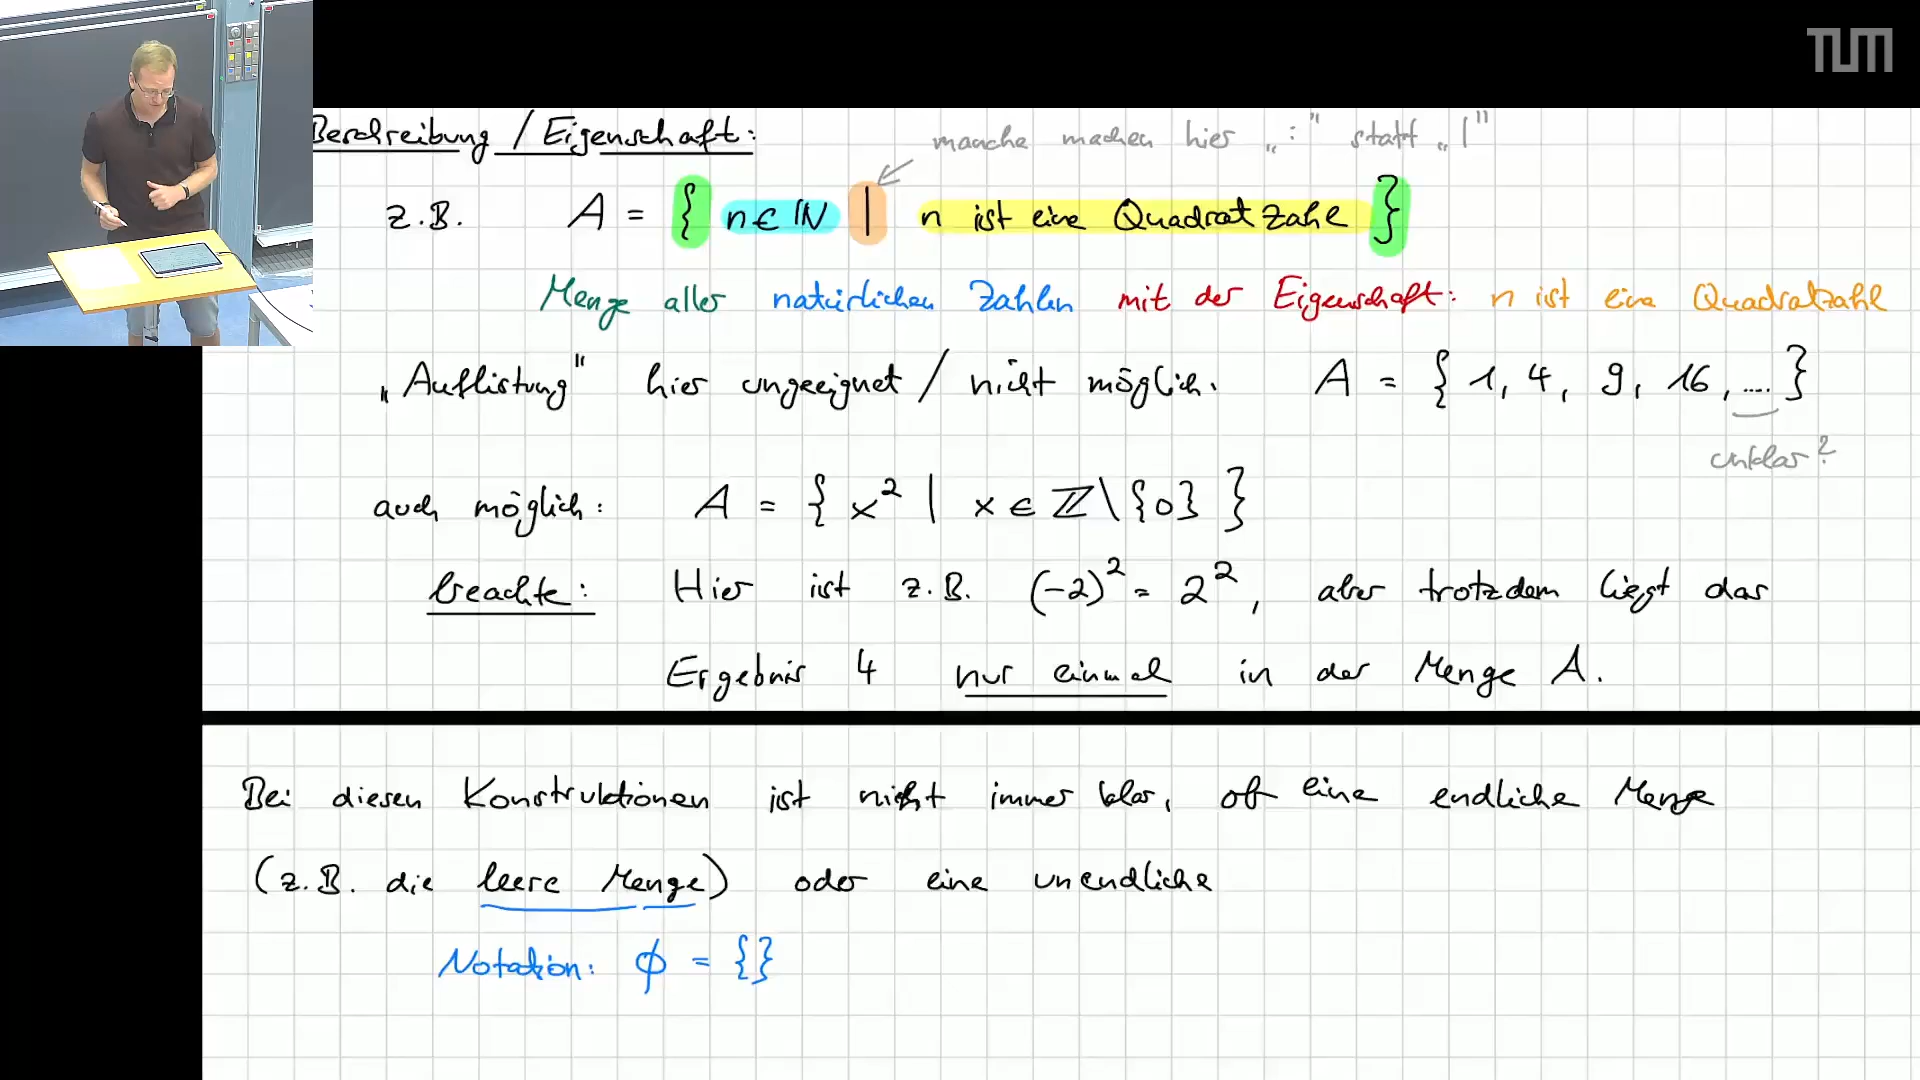 TUM
Beschreibung / Eigenschaft:
manche machen hier „:" statt „|"
z.B. A = { n ∈ ℕ | n ist eine Quadratzahl }
Menge aller natürlichen Zahlen mit der Eigenschaft: n ist eine Quadratzahl
„Auflistung" hier ungeeignet / nicht möglich. A = { 1, 4, 9, 16, .... }
unklar?
auch möglich: A = { x² | x ∈ ℤ \ {0} }
beachte: Hier ist z.B. (-2)² = 2², aber trotzdem liegt das
Ergebnis 4 nur einmal in der Menge A.
Bei diesen Konstruktionen ist nicht immer klar, ob eine endliche Menge
(z.B. die leere Menge) oder eine unendliche
Notation: ϕ = {}